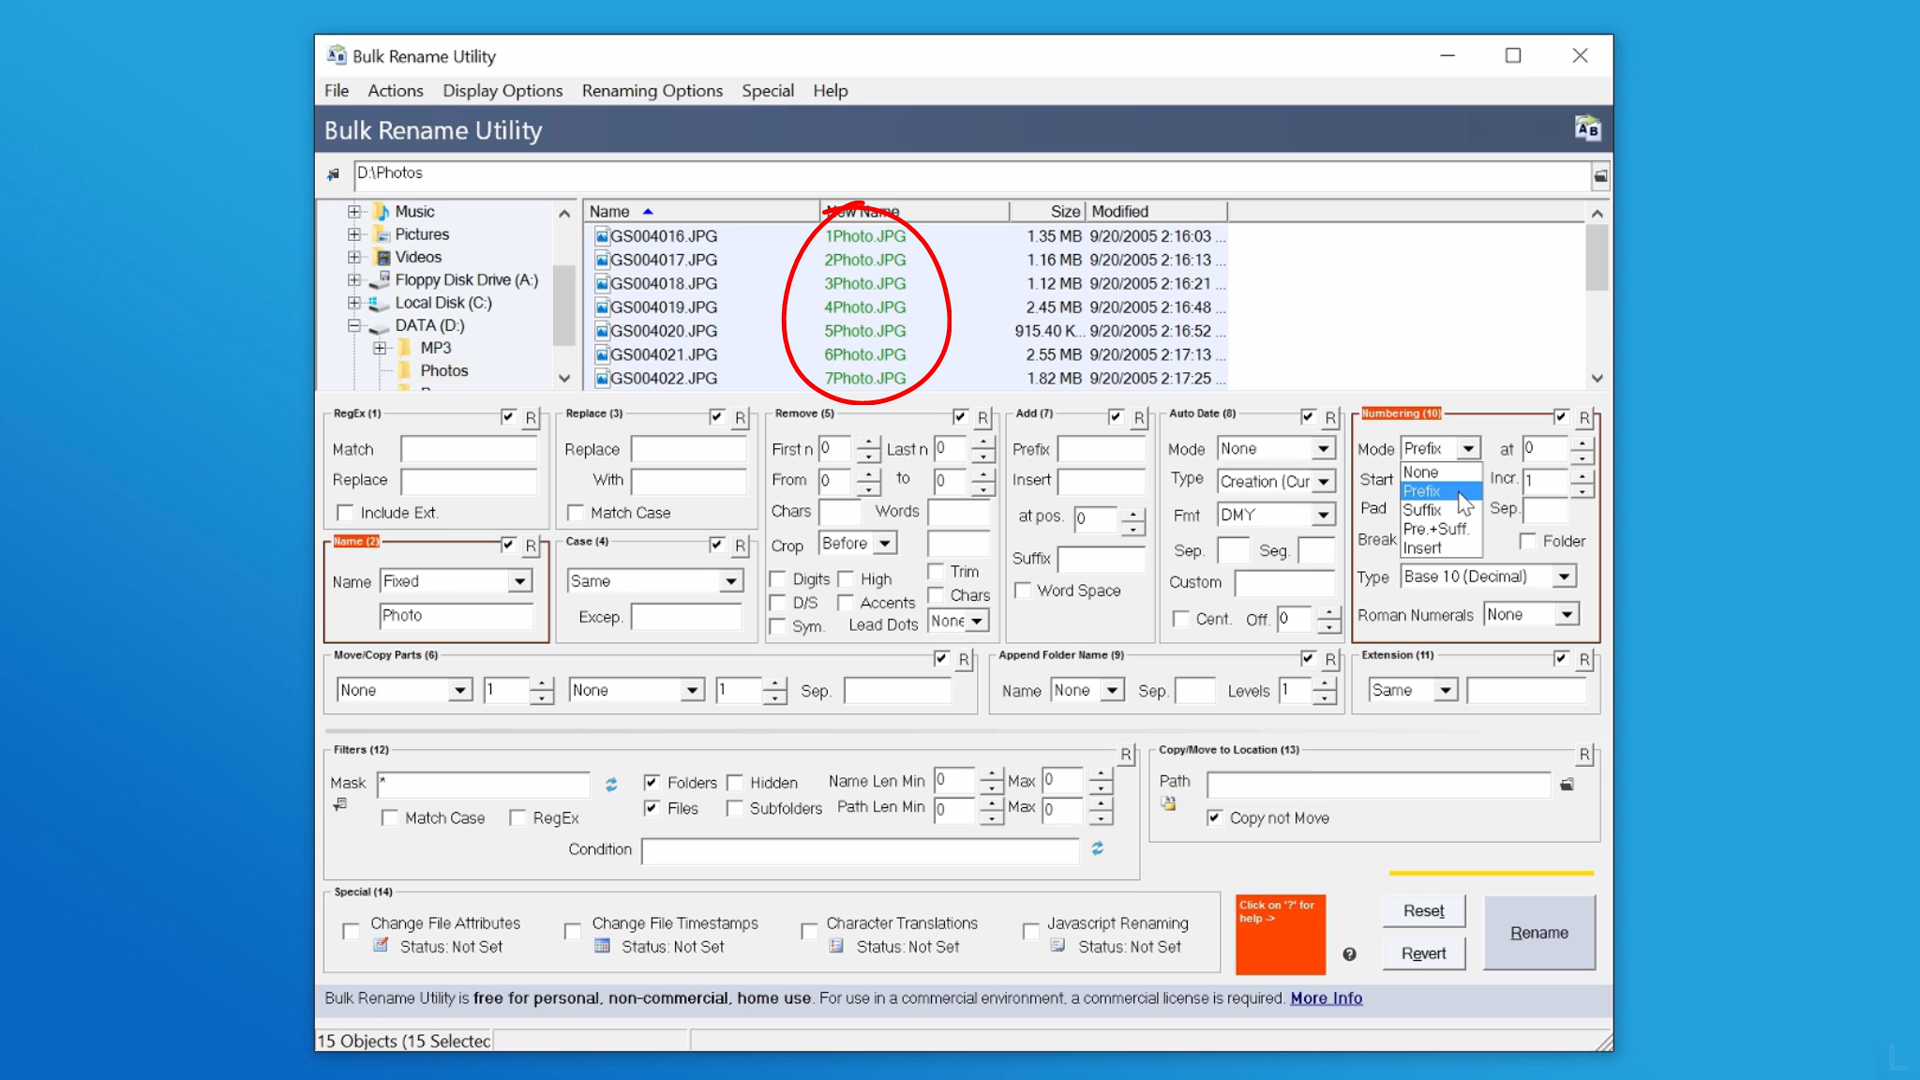 Bulk Rename Utility
File Actions Display Options Renaming Options Special Help
Bulk Rename Utility
D:\Photos
Music
Pictures
Videos
Floppy Disk Drive (A:)
Local Disk (C:)
DATA (D:)
MP3
Photos
Name New Name Size Modified
GS004016.JPG 1Photo.JPG 1.35 MB 9/20/2005 2:16:03 ...
GS004017.JPG 2Photo.JPG 1.16 MB 9/20/2005 2:16:13 ...
GS004018.JPG 3Photo.JPG 1.12 MB 9/20/2005 2:16:21 ...
GS004019.JPG 4Photo.JPG 2.45 MB 9/20/2005 2:16:48 ...
GS004020.JPG 5Photo.JPG 915.40 K... 9/20/2005 2:16:52 ...
GS004021.JPG 6Photo.JPG 2.55 MB 9/20/2005 2:17:13 ...
GS004022.JPG 7Photo.JPG 1.82 MB 9/20/2005 2:17:25 ...
RegEx (1) R
Match
Replace
Include Ext.
Name (2) R
Name Fixed
Photo
Replace (3) R
Replace
With
Match Case
Case (4) R
Same
Excep.
Remove (5) R
First n 0 Last n 0
From 0 to 0
Chars Words
Crop Before
Digits High Trim
D/S Accents Chars
Sym. Lead Dots None
Add (7) R
Prefix
Insert
at pos. 0
Suffix
Word Space
Auto Date (8) R
Mode None
Type Creation (Cur
Fmt DMY
Sep. Seg.
Custom
Cent. Off. 0
Numbering (10) R
Mode Prefix at 0
None
Prefix
Suffix
Pre.+Suff.
Insert
Start Incr. 1
Pad Sep.
Break Folder
Type Base 10 (Decimal)
Roman Numerals None
Move/Copy Parts (6) R
None 1 None 1 Sep.
Append Folder Name (9) R
Name None Sep. Levels 1
Extension (11) R
Same
Filters (12) R
Mask * Folders Hidden Name Len Min 0 Max 0
Match Case RegEx Files Subfolders Path Len Min 0 Max 0
Condition
Copy/Move to Location (13) R
Path
Copy not Move
Special (14)
Change File Attributes
Status: Not Set
Change File Timestamps
Status: Not Set
Character Translations
Status: Not Set
Javascript Renaming
Status: Not Set
Click on '?' for
help ->
Reset
Revert
Rename
Bulk Rename Utility is free for personal, non-commercial, home use. For use in a commercial environment, a commercial license is required. More Info
15 Objects (15 Selectec